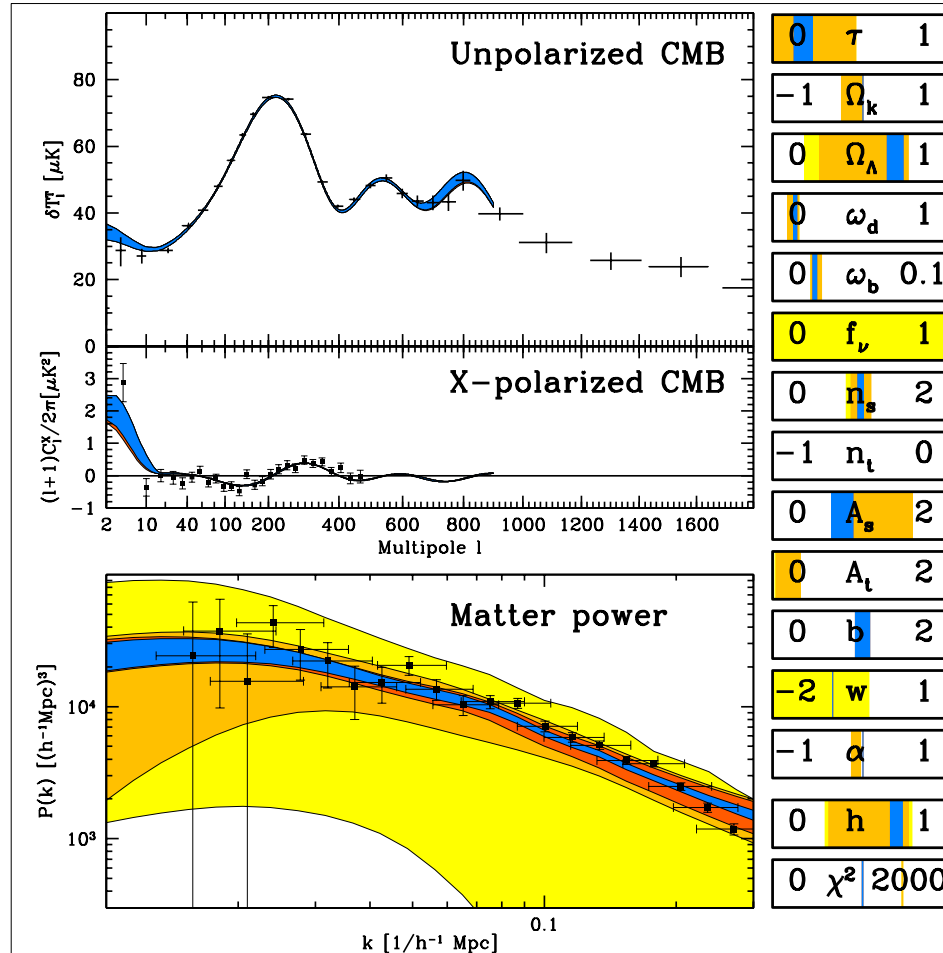 Unpolarized CMB
δT_l [μK]
80
60
40
20
0
X-polarized CMB
(l+1)C_l^x/2π[μK²]
3
2
1
0
-1
2 10 40 100 200 400 600 800 1000 1200 1400 1600
Multipole l
Matter power
P(k) [(h⁻¹Mpc)³]
10⁴
10³
0.1
k [1/h⁻¹ Mpc]
0 τ 1
-1 Ω_k 1
0 Ω_Λ 1
0 ω_d 1
0 ω_b 0.1
0 f_ν 1
0 n_s 2
-1 n_t 0
0 A_s 2
0 A_t 2
0 b 2
-2 w 1
-1 α 1
0 h 1
0 χ² 2000